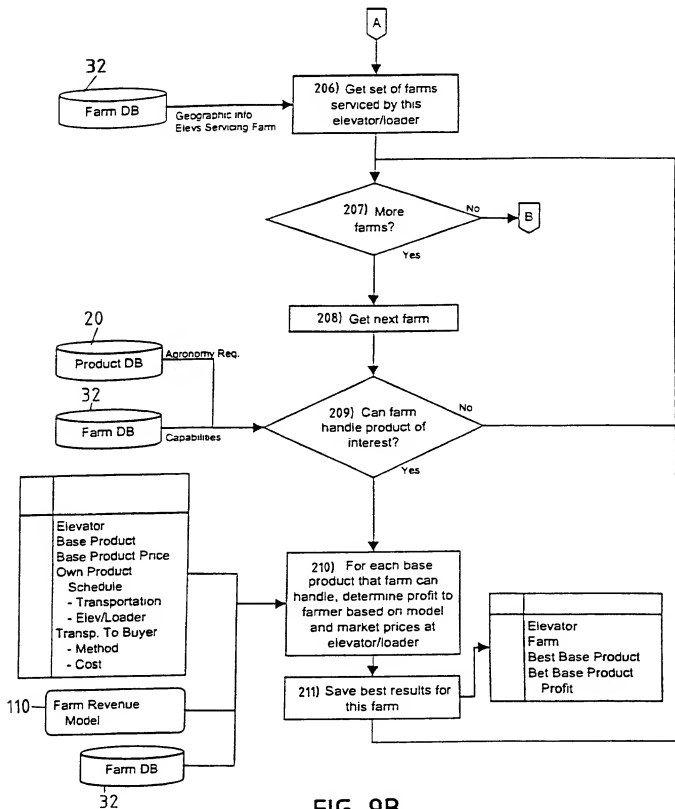 A
32
Farm DB
Geographic Info
Elevs Servicing Farm
206) Get set of farms
serviced by this
elevator/loader
207) More
farms?
No
B
Yes
208) Get next farm
20
Product DB
Agronomy Req.
32
Farm DB
Capabilities
209) Can farm
handle product of
interest?
No
Yes
Elevator
Base Product
Base Product Price
Own Product
Schedule
- Transportation
- Elev/Loader
Transp. To Buyer
- Method
- Cost
210) For each base
product that farm can
handle, determine profit to
farmer based on model
and market prices at
elevator/loader
Elevator
Farm
Best Base Product
Bet Base Product
Profit
211) Save best results for
this farm
110
Farm Revenue
Model
Farm DB
32
FIG. 9B